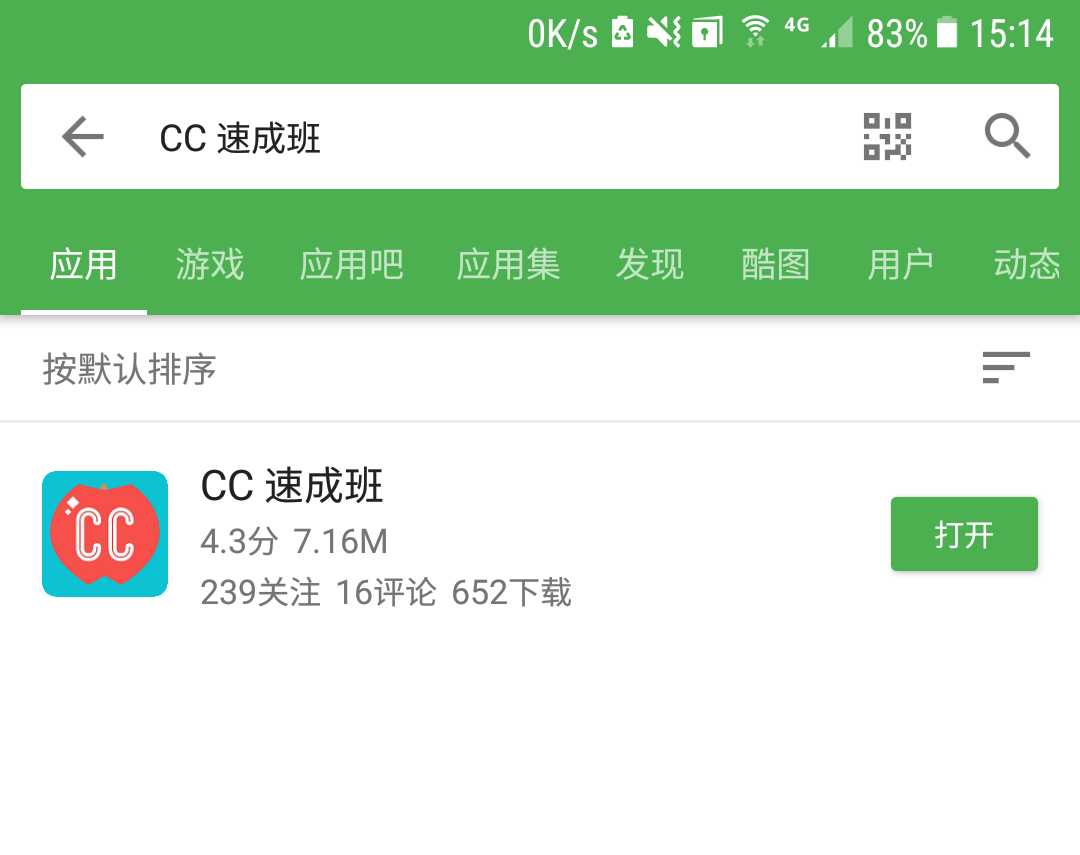 0K/s 4G 83% 15:14
CC 速成班
应用 游戏 应用吧 应用集 发现 酷图 用户 动态
按默认排序
CC 速成班
4.3分 7.16M
239关注 16评论 652下载
打开
CC